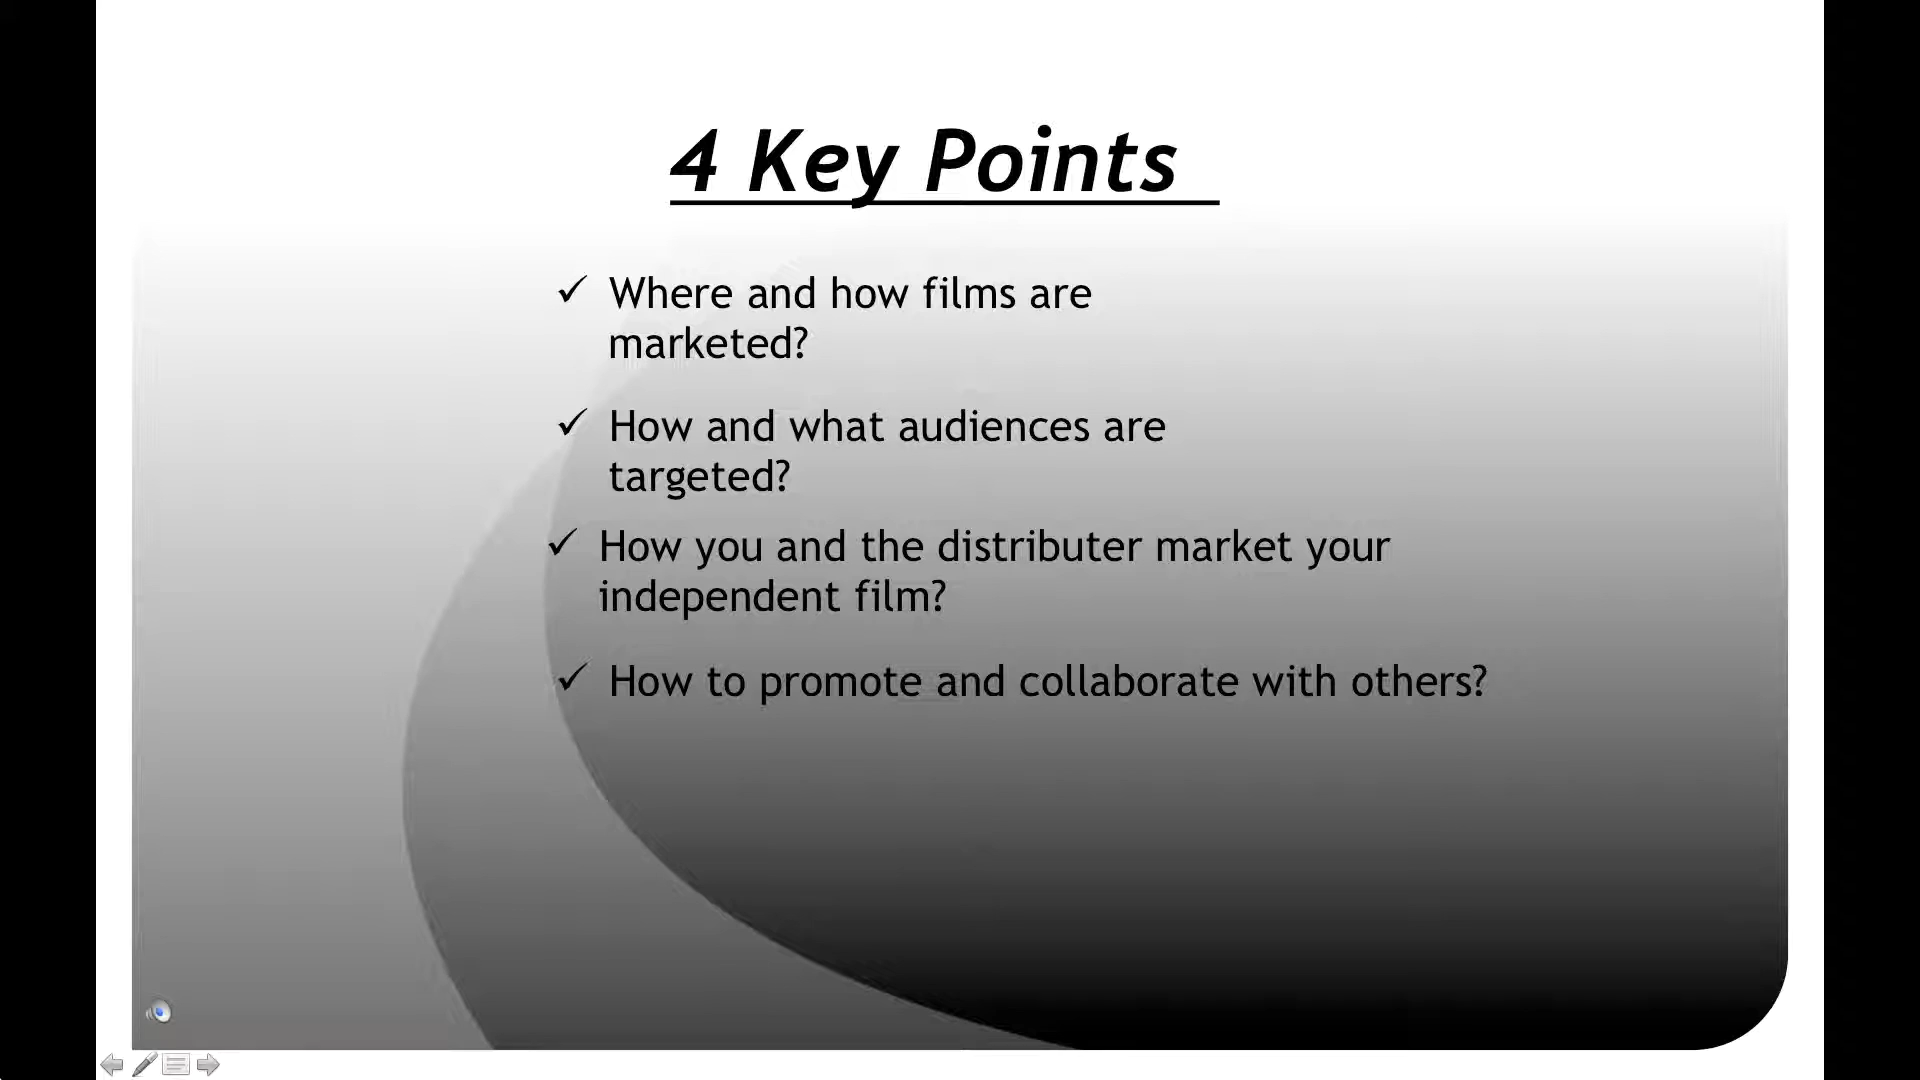 4 Key Points
✓ Where and how films are
marketed?
✓ How and what audiences are
targeted?
✓ How you and the distributer market your
independent film?
✓ How to promote and collaborate with others?